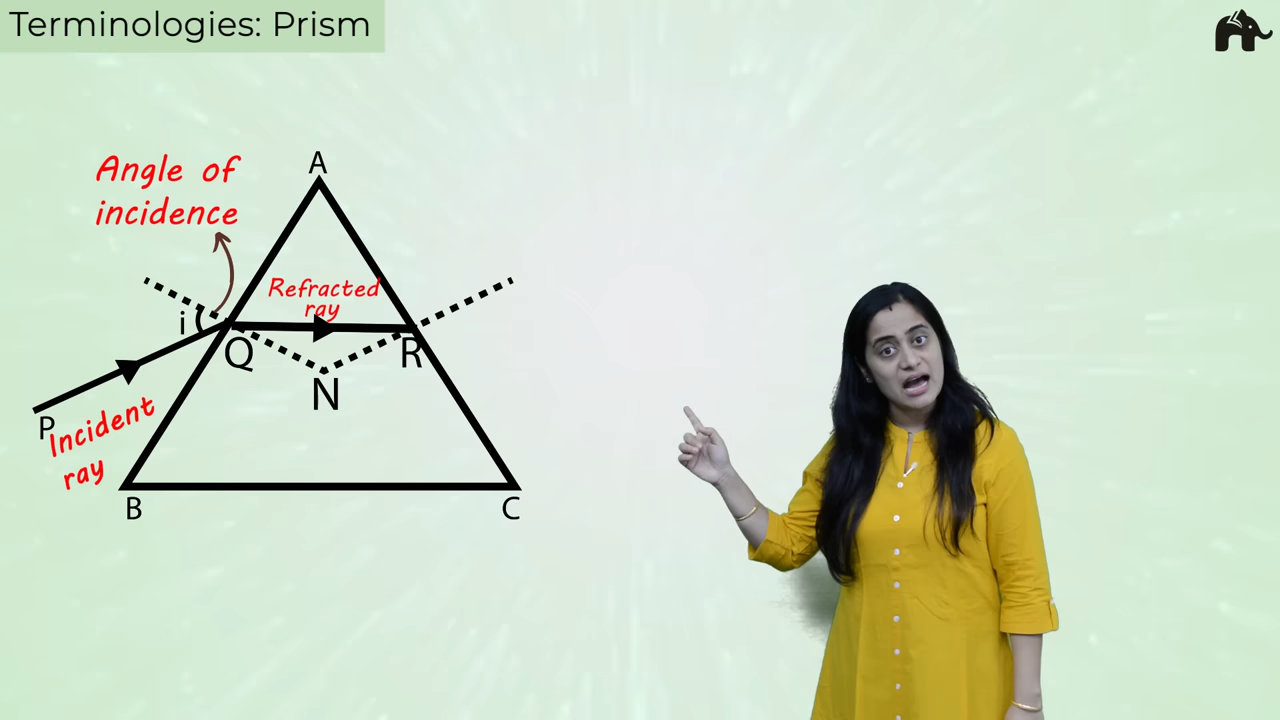 Terminologies: Prism
A
Angle of
incidence
Refracted
ray
i
Q
R
N
P
Incident
ray
B
C